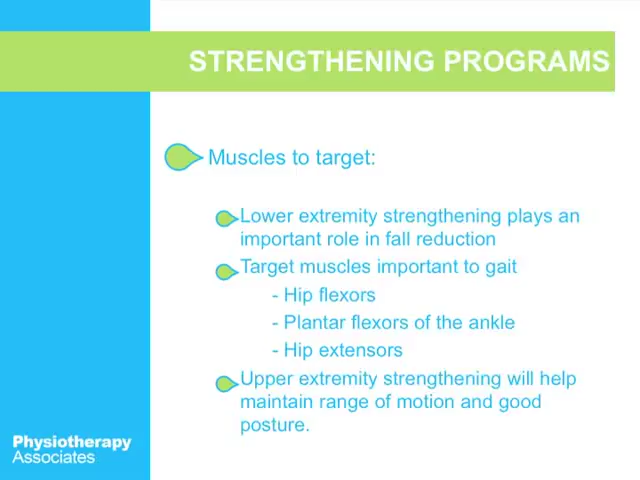 STRENGTHENING PROGRAMS
Muscles to target:
Lower extremity strengthening plays an
important role in fall reduction
Target muscles important to gait
- Hip flexors
- Plantar flexors of the ankle
- Hip extensors
Upper extremity strengthening will help
maintain range of motion and good
posture.
Physiotherapy
Associates